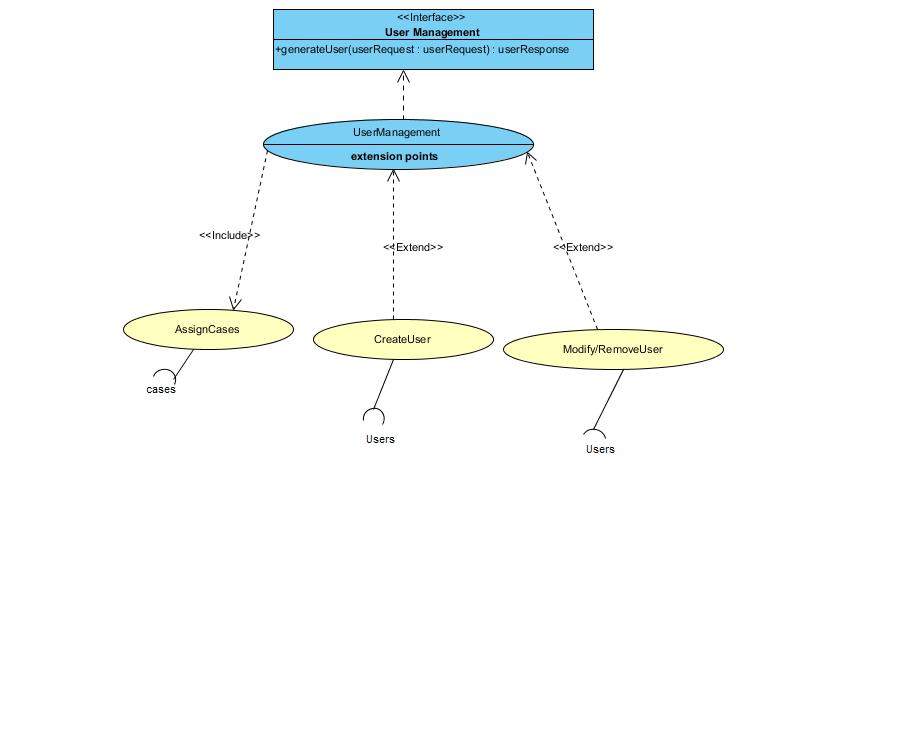 <<Interface>>
User Management
+generateUser(userRequest : userRequest) : userResponse
UserManagement
extension points
<<Include>>
<<Extend>>
<<Extend>>
AssignCases
CreateUser
Modify/RemoveUser
cases
Users
Users